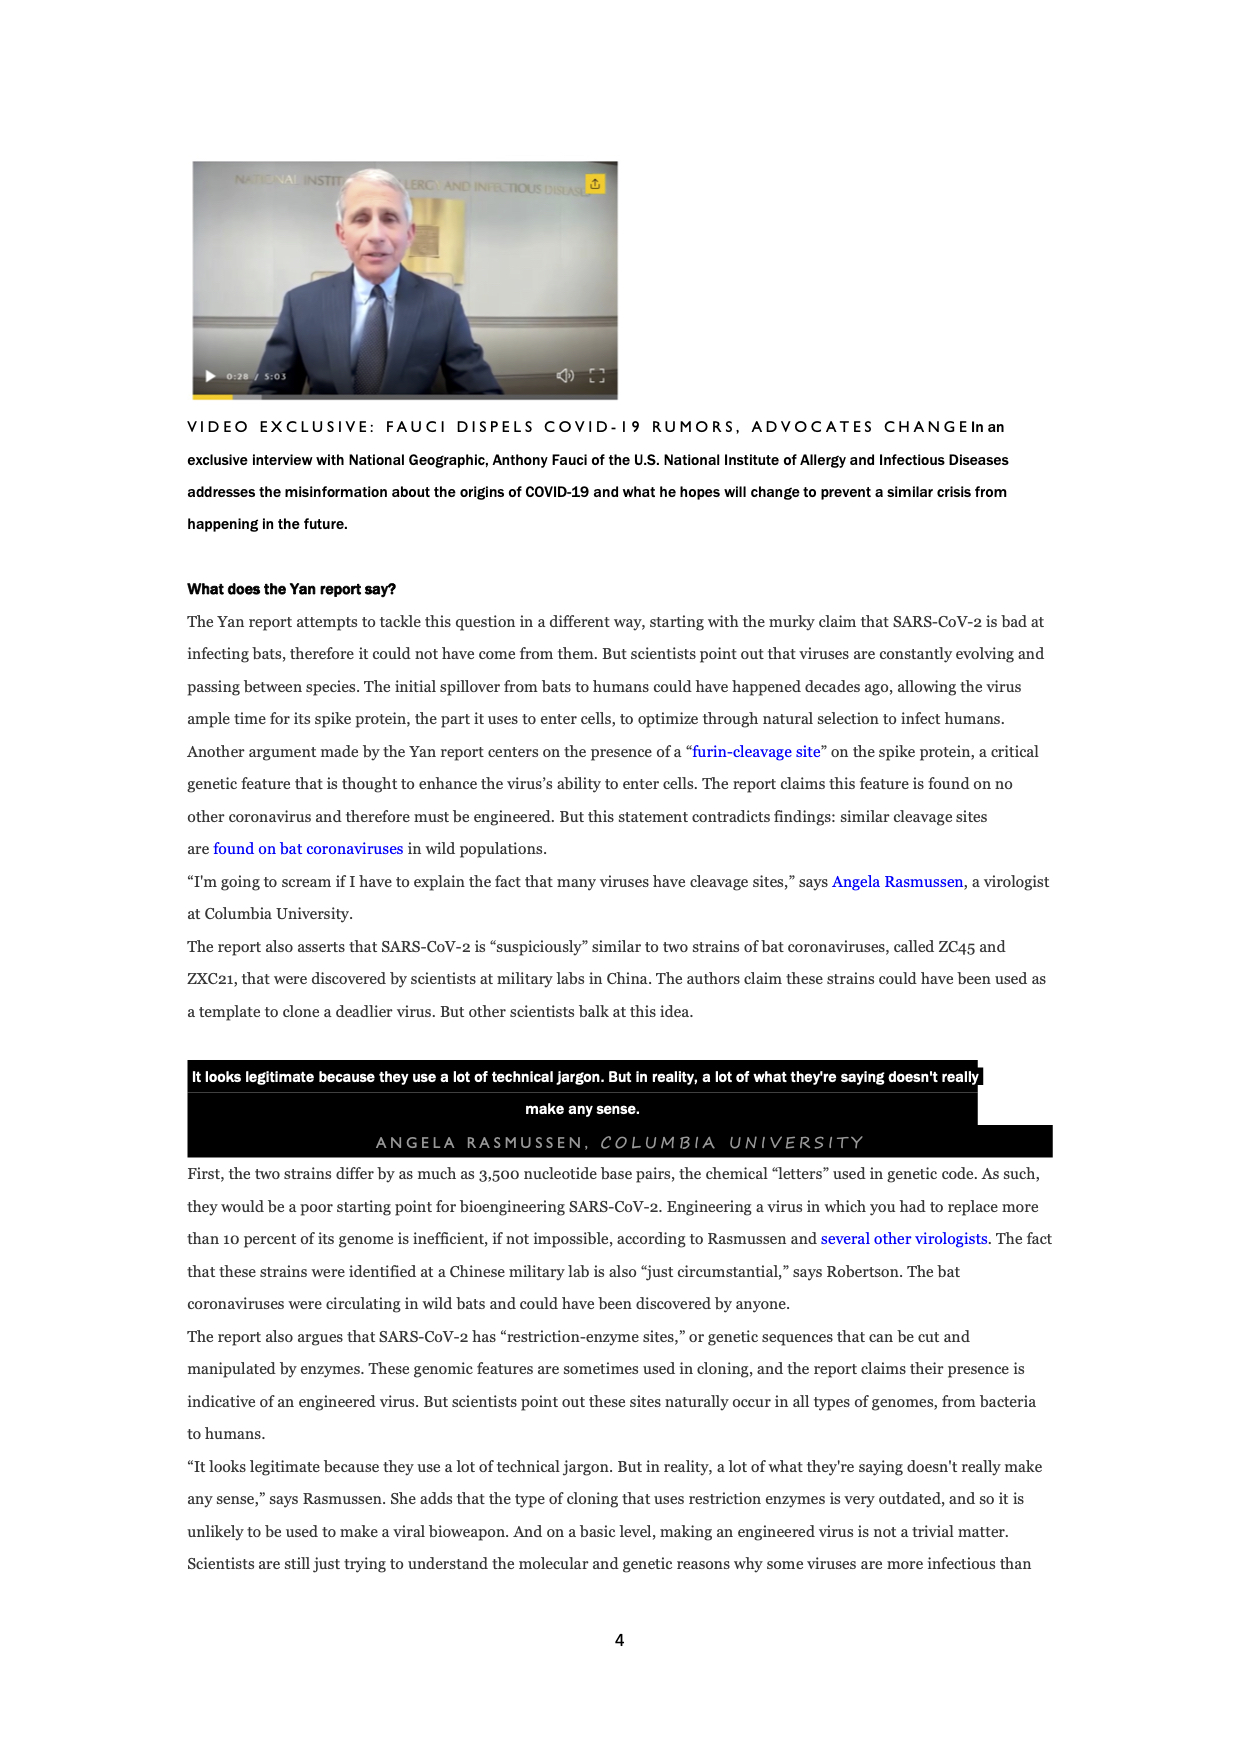 NATIONAL INSTIT LERGY AND INFECTIOUS DISEASE
0:28 / 5:03
VIDEO EXCLUSIVE: FAUCI DISPELS COVID-19 RUMORS, ADVOCATES CHANGE In an
exclusive interview with National Geographic, Anthony Fauci of the U.S. National Institute of Allergy and Infectious Diseases
addresses the misinformation about the origins of COVID-19 and what he hopes will change to prevent a similar crisis from
happening in the future.
What does the Yan report say?
The Yan report attempts to tackle this question in a different way, starting with the murky claim that SARS-CoV-2 is bad at
infecting bats, therefore it could not have come from them. But scientists point out that viruses are constantly evolving and
passing between species. The initial spillover from bats to humans could have happened decades ago, allowing the virus
ample time for its spike protein, the part it uses to enter cells, to optimize through natural selection to infect humans.
Another argument made by the Yan report centers on the presence of a “furin-cleavage site” on the spike protein, a critical
genetic feature that is thought to enhance the virus’s ability to enter cells. The report claims this feature is found on no
other coronavirus and therefore must be engineered. But this statement contradicts findings: similar cleavage sites
are found on bat coronaviruses in wild populations.
“I'm going to scream if I have to explain the fact that many viruses have cleavage sites,” says Angela Rasmussen, a virologist
at Columbia University.
The report also asserts that SARS-CoV-2 is “suspiciously” similar to two strains of bat coronaviruses, called ZC45 and
ZXC21, that were discovered by scientists at military labs in China. The authors claim these strains could have been used as
a template to clone a deadlier virus. But other scientists balk at this idea.
It looks legitimate because they use a lot of technical jargon. But in reality, a lot of what they're saying doesn't really
make any sense.
ANGELA RASMUSSEN, COLUMBIA UNIVERSITY
First, the two strains differ by as much as 3,500 nucleotide base pairs, the chemical “letters” used in genetic code. As such,
they would be a poor starting point for bioengineering SARS-CoV-2. Engineering a virus in which you had to replace more
than 10 percent of its genome is inefficient, if not impossible, according to Rasmussen and several other virologists. The fact
that these strains were identified at a Chinese military lab is also “just circumstantial,” says Robertson. The bat
coronaviruses were circulating in wild bats and could have been discovered by anyone.
The report also argues that SARS-CoV-2 has “restriction-enzyme sites,” or genetic sequences that can be cut and
manipulated by enzymes. These genomic features are sometimes used in cloning, and the report claims their presence is
indicative of an engineered virus. But scientists point out these sites naturally occur in all types of genomes, from bacteria
to humans.
“It looks legitimate because they use a lot of technical jargon. But in reality, a lot of what they're saying doesn't really make
any sense,” says Rasmussen. She adds that the type of cloning that uses restriction enzymes is very outdated, and so it is
unlikely to be used to make a viral bioweapon. And on a basic level, making an engineered virus is not a trivial matter.
Scientists are still just trying to understand the molecular and genetic reasons why some viruses are more infectious than
4